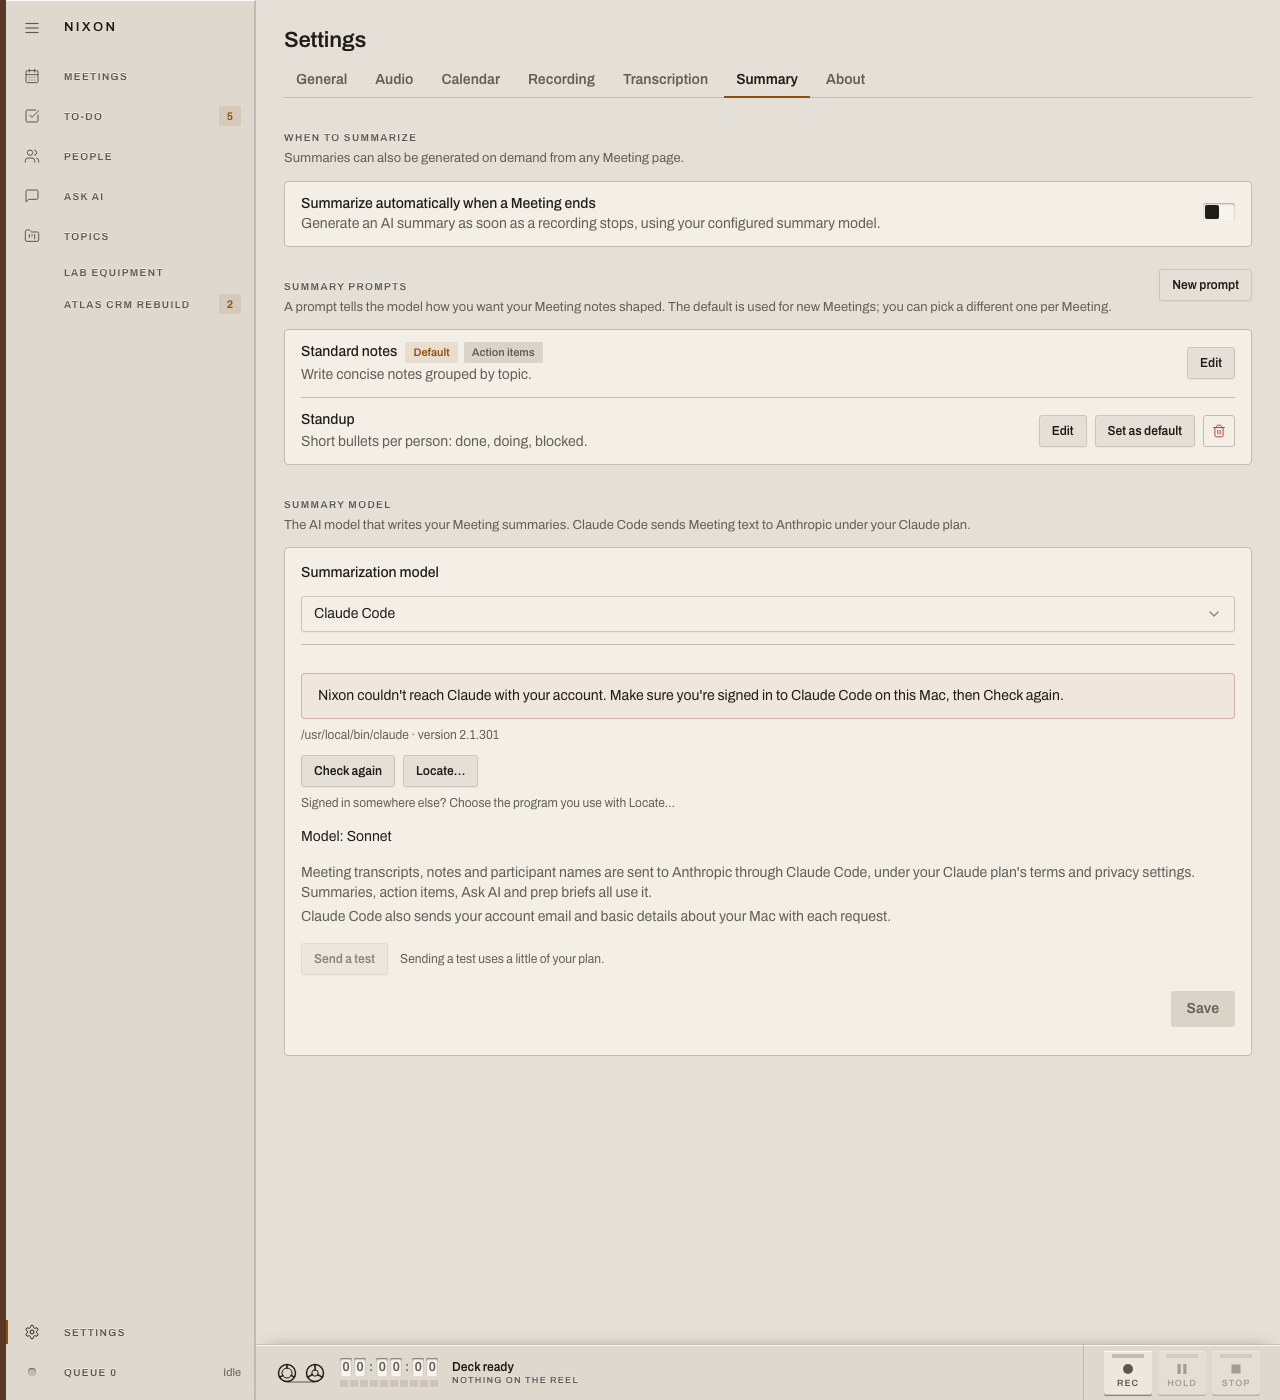 NIXON
MEETINGS
TO-DO 5
PEOPLE
ASK AI
TOPICS
LAB EQUIPMENT
ATLAS CRM REBUILD 2
SETTINGS
QUEUE 0 Idle
Settings
General Audio Calendar Recording Transcription Summary About
WHEN TO SUMMARIZE
Summaries can also be generated on demand from any Meeting page.
Summarize automatically when a Meeting ends
Generate an AI summary as soon as a recording stops, using your configured summary model.
SUMMARY PROMPTS
A prompt tells the model how you want your Meeting notes shaped. The default is used for new Meetings; you can pick a different one per Meeting.
New prompt
Standard notes Default Action items
Write concise notes grouped by topic.
Edit
Standup
Short bullets per person: done, doing, blocked.
Edit Set as default
SUMMARY MODEL
The AI model that writes your Meeting summaries. Claude Code sends Meeting text to Anthropic under your Claude plan.
Summarization model
Claude Code
Nixon couldn't reach Claude with your account. Make sure you're signed in to Claude Code on this Mac, then Check again.
/usr/local/bin/claude · version 2.1.301
Check again Locate...
Signed in somewhere else? Choose the program you use with Locate...
Model: Sonnet
Meeting transcripts, notes and participant names are sent to Anthropic through Claude Code, under your Claude plan's terms and privacy settings.
Summaries, action items, Ask AI and prep briefs all use it.
Claude Code also sends your account email and basic details about your Mac with each request.
Send a test Sending a test uses a little of your plan.
Save
00:00:00
Deck ready
NOTHING ON THE REEL
REC HOLD STOP